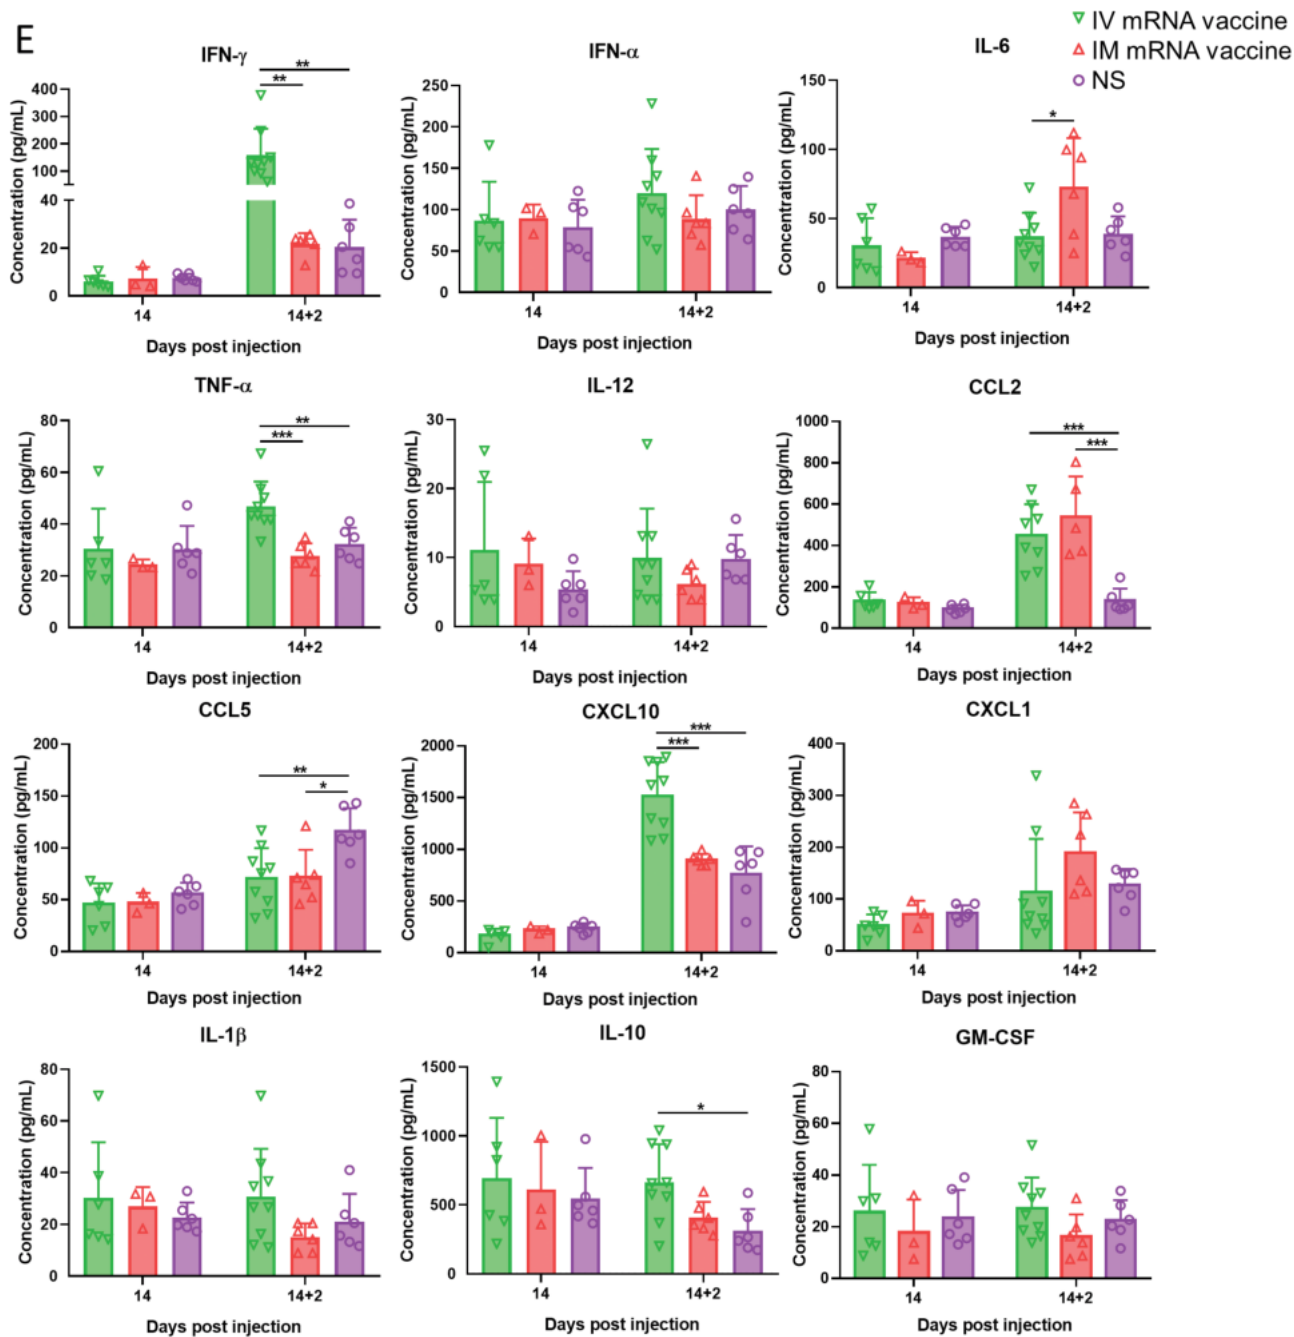 E
IV mRNA vaccine
IM mRNA vaccine
NS
IFN-γ
Concentration (pg/mL)
400
300
200
100
40
20
0
**
**
14
14+2
Days post injection
IFN-α
Concentration (pg/mL)
250
200
150
100
50
0
14
14+2
Days post injection
IL-6
Concentration (pg/mL)
150
100
50
0
*
14
14+2
Days post injection
TNF-α
Concentration (pg/mL)
80
60
40
20
0
**
***
14
14+2
Days post injection
IL-12
Concentration (pg/mL)
30
20
10
0
14
14+2
Days post injection
CCL2
Concentration (pg/mL)
1000
800
600
400
200
0
***
***
14
14+2
Days post injection
CCL5
Concentration (pg/mL)
200
150
100
50
0
**
*
14
14+2
Days post injection
CXCL10
Concentration (pg/mL)
2000
1500
1000
500
0
***
***
14
14+2
Days post injection
CXCL1
Concentration (pg/mL)
400
300
200
100
0
14
14+2
Days post injection
IL-1β
Concentration (pg/mL)
80
60
40
20
0
14
14+2
Days post injection
IL-10
Concentration (pg/mL)
1500
1000
500
0
*
14
14+2
Days post injection
GM-CSF
Concentration (pg/mL)
80
60
40
20
0
14
14+2
Days post injection